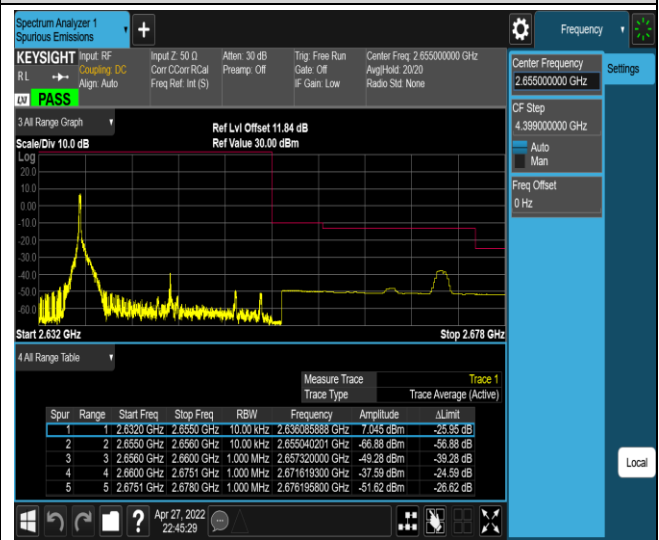 Spectrum Analyzer 1
Spurious Emissions
+
Frequency
KEYSIGHT Input: RF Input Z: 50 Ω Atten: 30 dB Trig: Free Run Center Freq: 2.655000000 GHz
RL Coupling: DC Corr CCorr RCal Preamp: Off Gate: Off Avg|Hold: 20/20
Align: Auto Freq Ref: Int (S) IF Gain: Low Radio Std: None
LXI PASS
3 All Range Graph
Ref Lvl Offset 11.84 dB
Scale/Div 10.0 dB Ref Value 30.00 dBm
Log
20.0
10.0
0.00
-10.0
-20.0
-30.0
-40.0
-50.0
-60.0
Start 2.632 GHz Stop 2.678 GHz
4 All Range Table
Measure Trace Trace 1
Trace Type Trace Average (Active)
Spur Range Start Freq Stop Freq RBW Frequency Amplitude ΔLimit
1 1 2.6320 GHz 2.6550 GHz 10.00 kHz 2.636085888 GHz 7.045 dBm -25.95 dB
2 2 2.6550 GHz 2.6560 GHz 10.00 kHz 2.655040201 GHz -66.88 dBm -56.88 dB
3 3 2.6560 GHz 2.6600 GHz 1.000 MHz 2.657320000 GHz -49.28 dBm -39.28 dB
4 4 2.6600 GHz 2.6751 GHz 1.000 MHz 2.671619300 GHz -37.59 dBm -24.59 dB
5 5 2.6751 GHz 2.6780 GHz 1.000 MHz 2.676195800 GHz -51.62 dBm -26.62 dB
Center Frequency
2.655000000 GHz
Settings
CF Step
4.399000000 GHz
Auto
Man
Freq Offset
0 Hz
Local
?
Apr 27, 2022
22:45:29